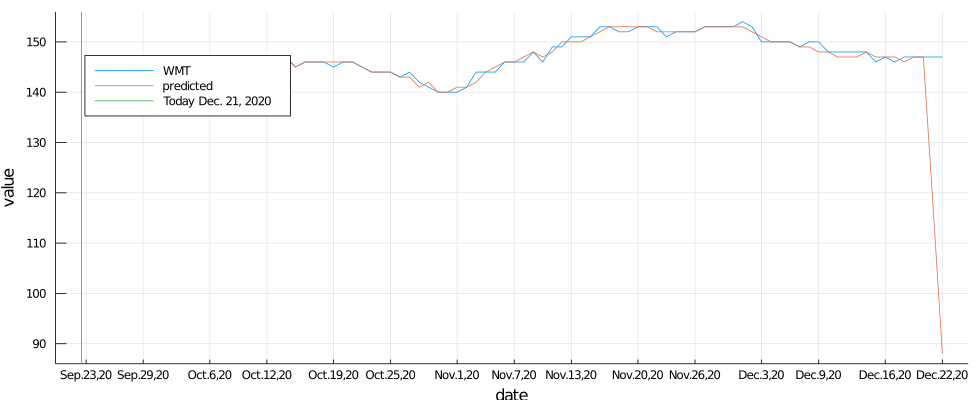 150
140
130
120
110
100
90
value
WMT
predicted
Today Dec. 21, 2020
Sep.23,20 Sep.29,20 Oct.6,20 Oct.12,20 Oct.19,20 Oct.25,20 Nov.1,20 Nov.7,20 Nov.13,20 Nov.20,20 Nov.26,20 Dec.3,20 Dec.9,20 Dec.16,20 Dec.22,20
date